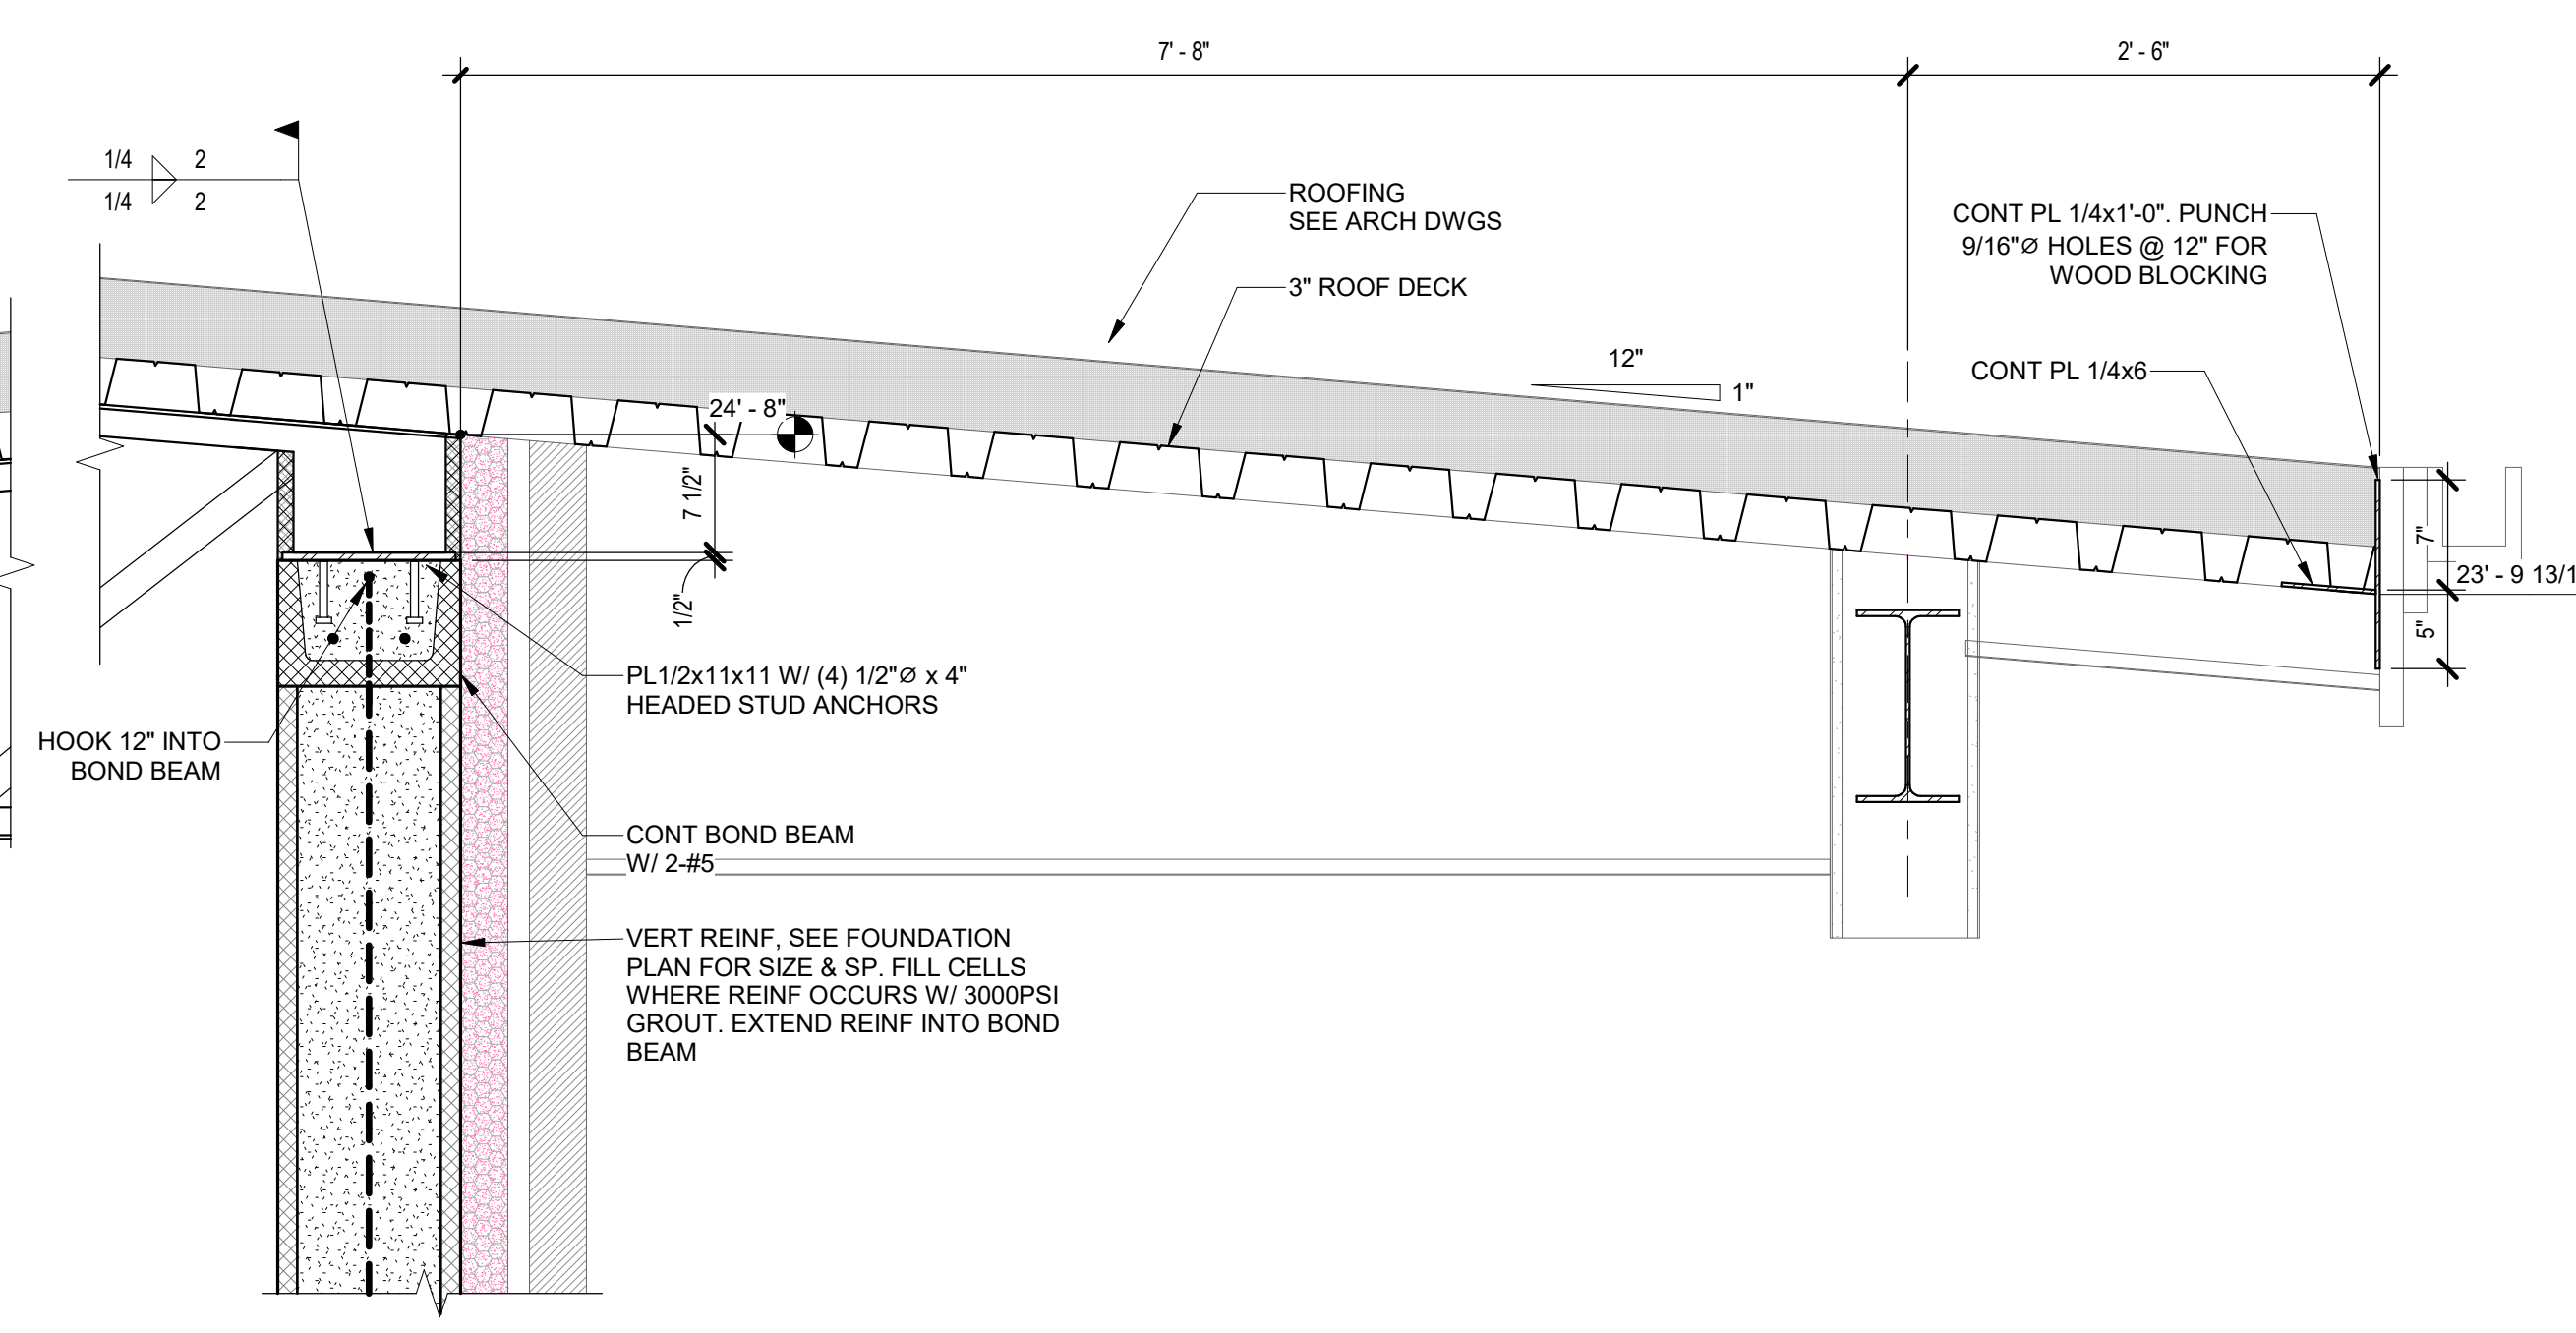 7' - 8"
2' - 6"
1/4 2
1/4 2
ROOFING
SEE ARCH DWGS
3" ROOF DECK
CONT PL 1/4x1'-0". PUNCH
9/16"Ø HOLES @ 12" FOR
WOOD BLOCKING
12"
1"
CONT PL 1/4x6
24' - 8"
7 1/2"
1/2"
7"
23' - 9 13/1
5"
PL1/2x11x11 W/ (4) 1/2"Ø x 4"
HEADED STUD ANCHORS
HOOK 12" INTO
BOND BEAM
CONT BOND BEAM
W/ 2-#5
VERT REINF, SEE FOUNDATION
PLAN FOR SIZE & SP. FILL CELLS
WHERE REINF OCCURS W/ 3000PSI
GROUT. EXTEND REINF INTO BOND
BEAM